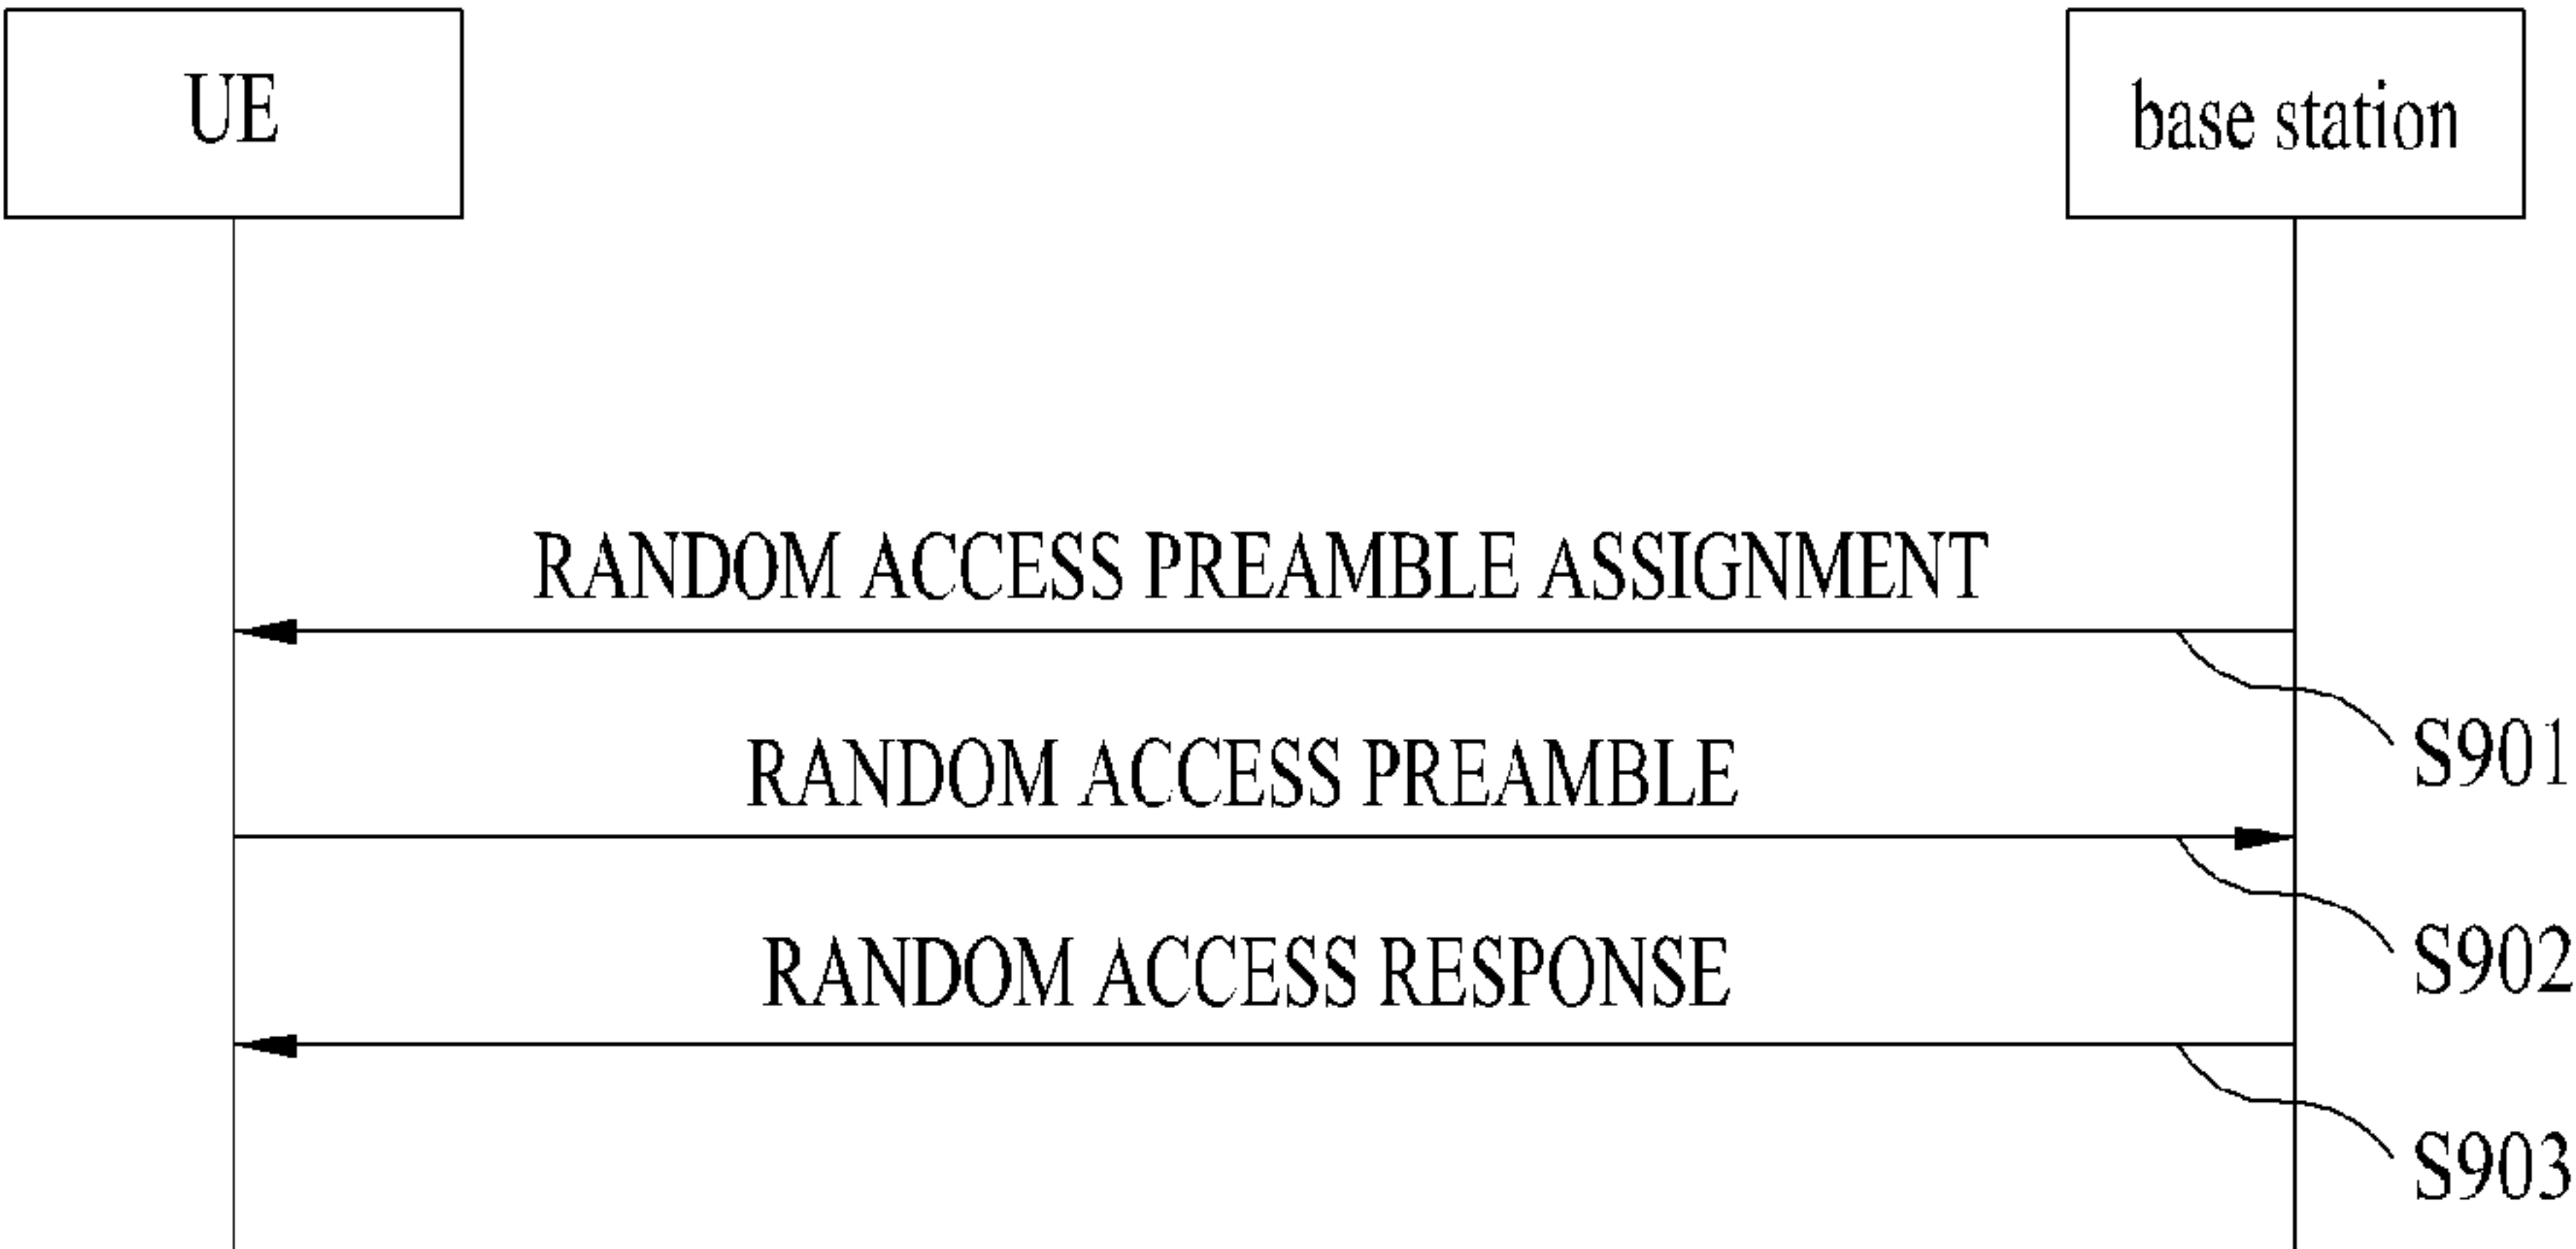 UE
base station
RANDOM ACCESS PREAMBLE ASSIGNMENT
S901
RANDOM ACCESS PREAMBLE
S902
RANDOM ACCESS RESPONSE
S903